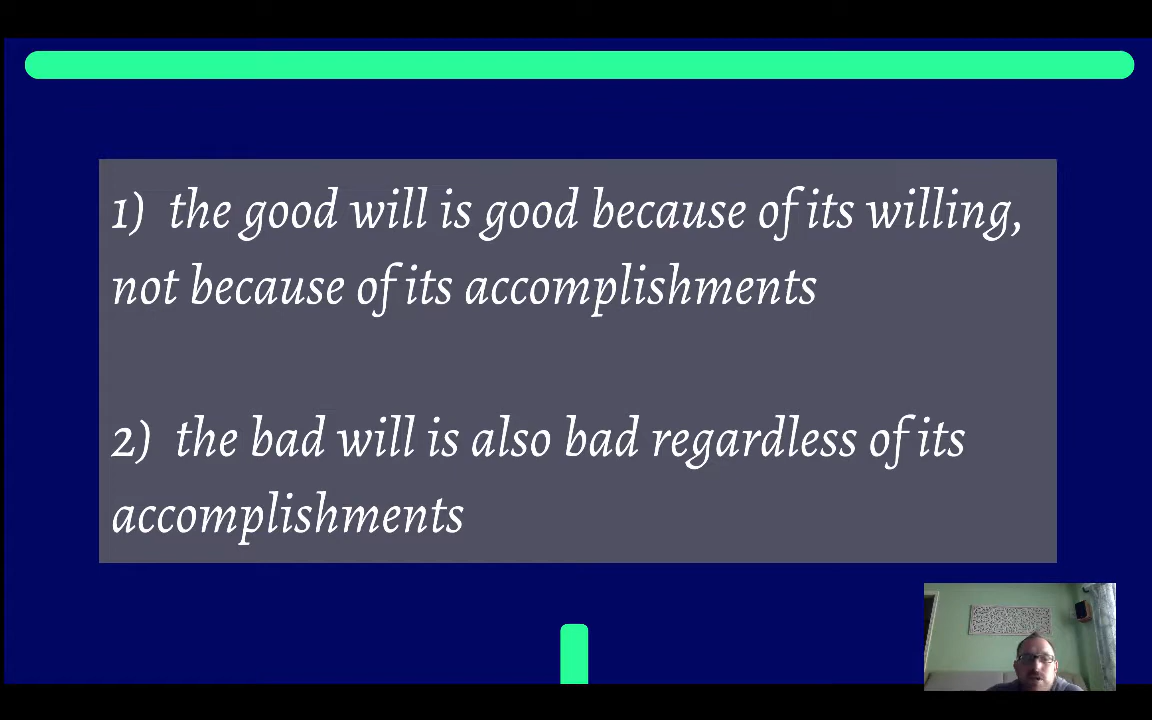 1) the good will is good because of its willing,
not because of its accomplishments
2) the bad will is also bad regardless of its
accomplishments